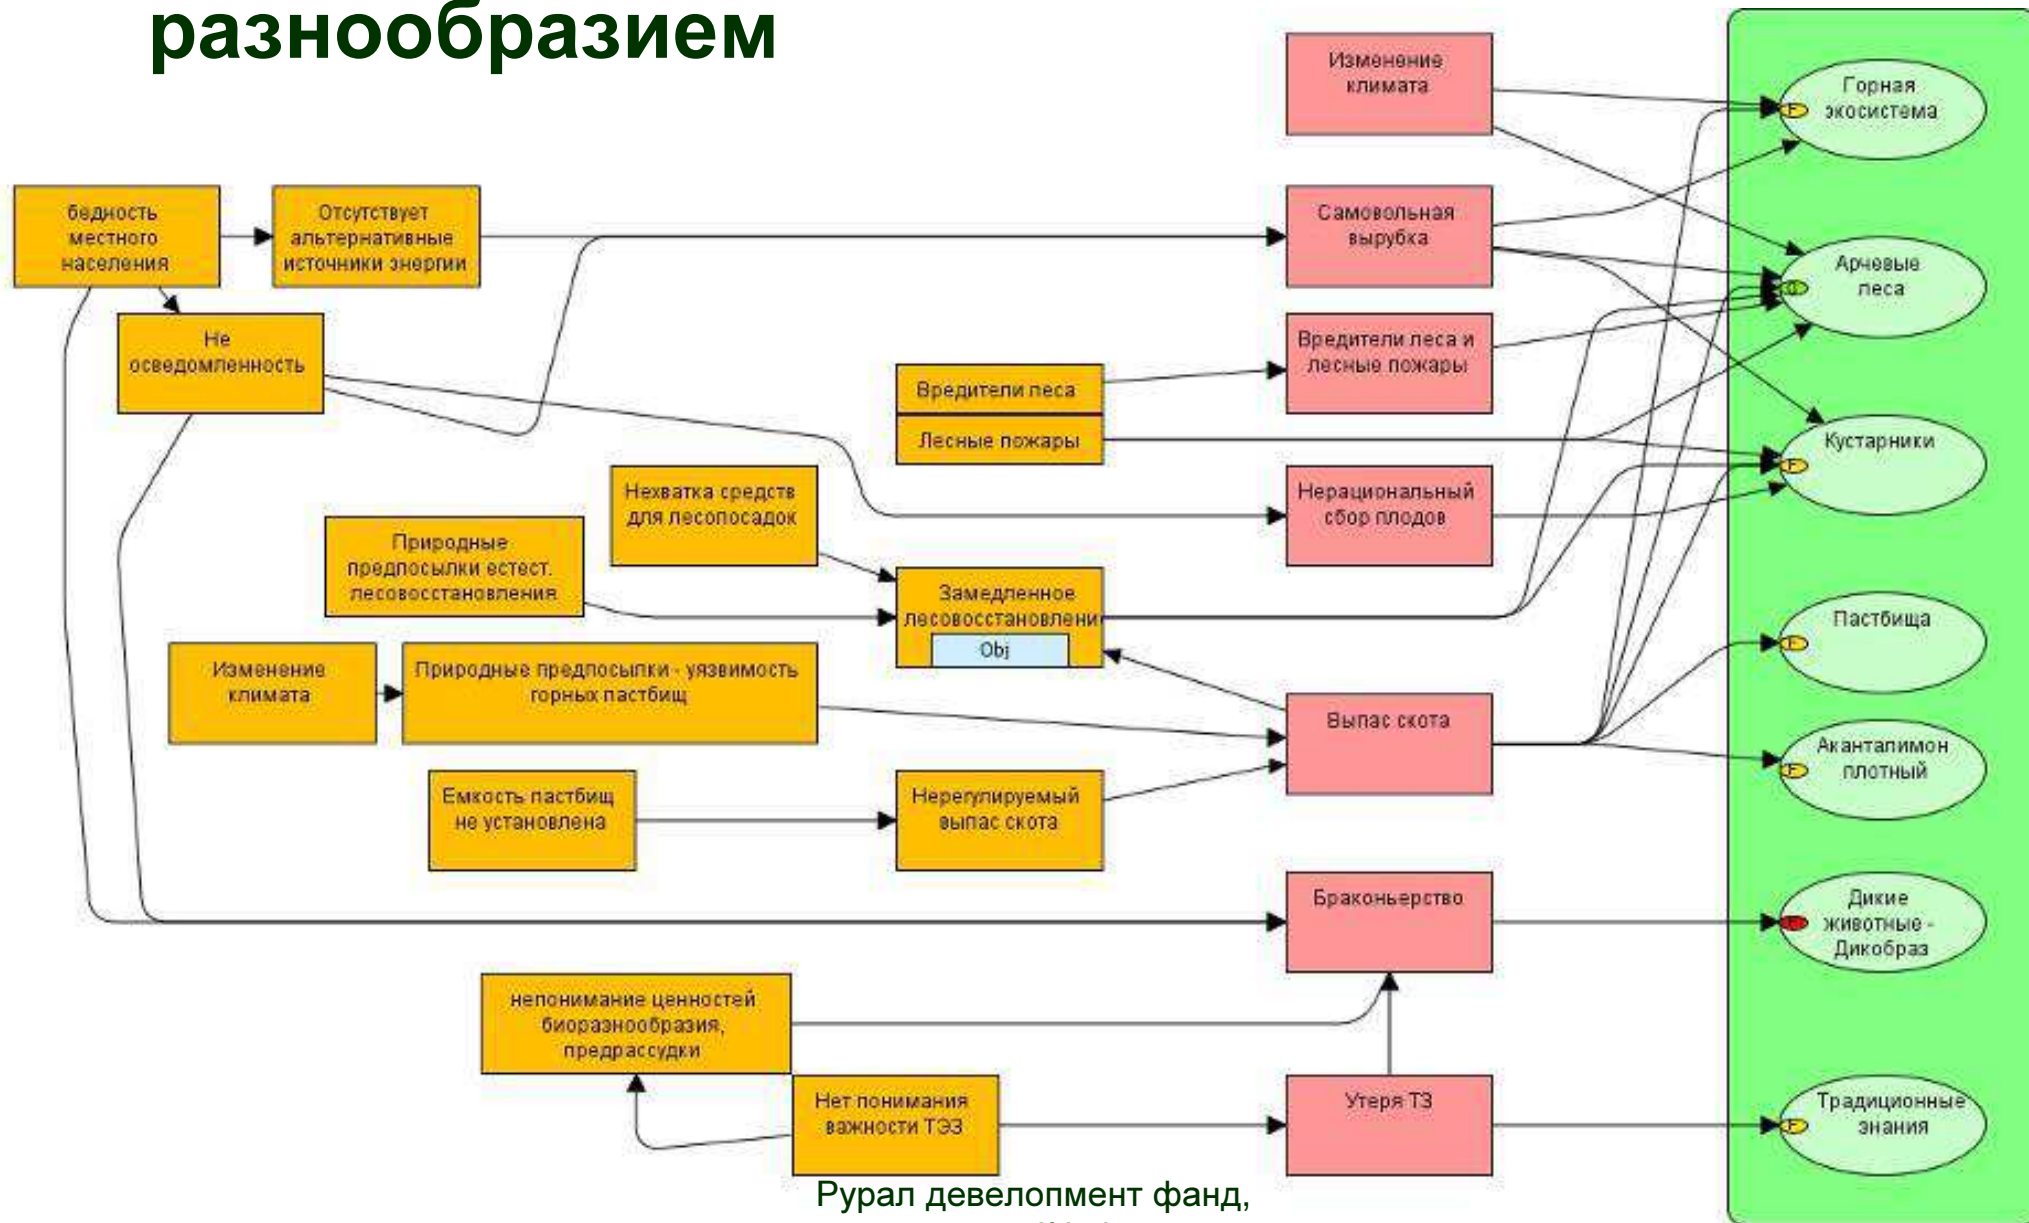 разнообразием
Изменение
климата
Горная
экосистема
бедность
местного
населения
Отсутствует
альтернативные
источники энергии
Самовольная
вырубка
Арчевые
леса
Не
осведомленность
Вредители леса и
лесные пожары
Вредители леса
Лесные пожары
Кустарники
Нехватка средств
для лесопосадок
Нерациональный
сбор плодов
Природные
предпосылки естест.
лесовосстановления
Замедленное
лесовосстановлени
Obj
Пастбища
Изменение
климата
Природные предпосылки - уязвимость
горных пастбищ
Выпас скота
Аканталимон
плотный
Емкость пастбищ
не установлена
Нерегулируемый
выпас скота
Браконьерство
Дикие
животные -
Дикобраз
непонимание ценностей
биоразнообразия,
предрассудки
Нет понимания
важности ТЭЗ
Утеря ТЗ
Традиционные
знания
Рурал девелопмент фанд,